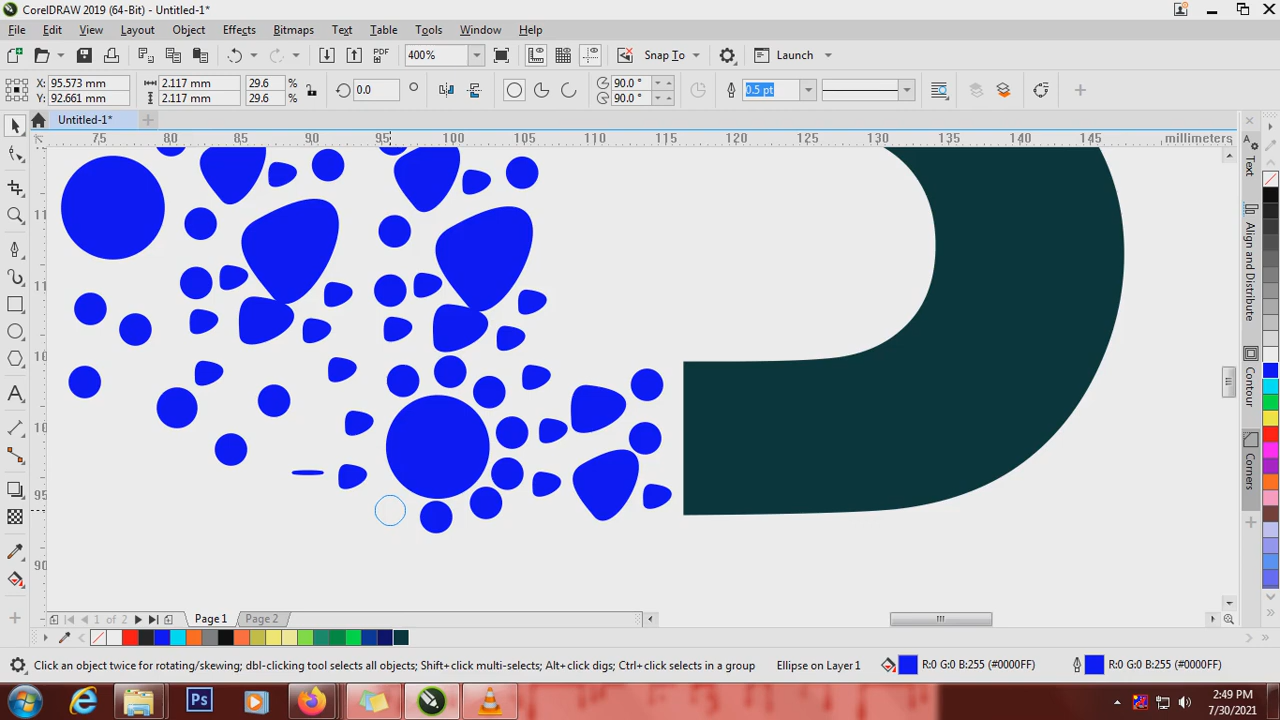 CorelDRAW 2019 (64-Bit) - Untitled-1*
File Edit View Layout Object Effects Bitmaps Text Table Tools Window Help
PDF 400% Snap To Launch
X: 95.573 mm 2.117 mm 29.6 % 0.0 90.0 ° 0.5 pt
Y: 92.661 mm 2.117 mm 29.6 % 90.0 °
Untitled-1*
75 80 85 90 95 100 105 110 115 120 125 130 135 140 145 millimeters
Text
Align and Distribute
Contour
Corners
95
90
1 of 2 Page 1 Page 2
Click an object twice for rotating/skewing; dbl-clicking tool selects all objects; Shift+click multi-selects; Alt+click digs; Ctrl+click selects in a group Ellipse on Layer 1 R:0 G:0 B:255 (#0000FF) R:0 G:0 B:255 (#0000FF)
Ps
2:49 PM
7/30/2021